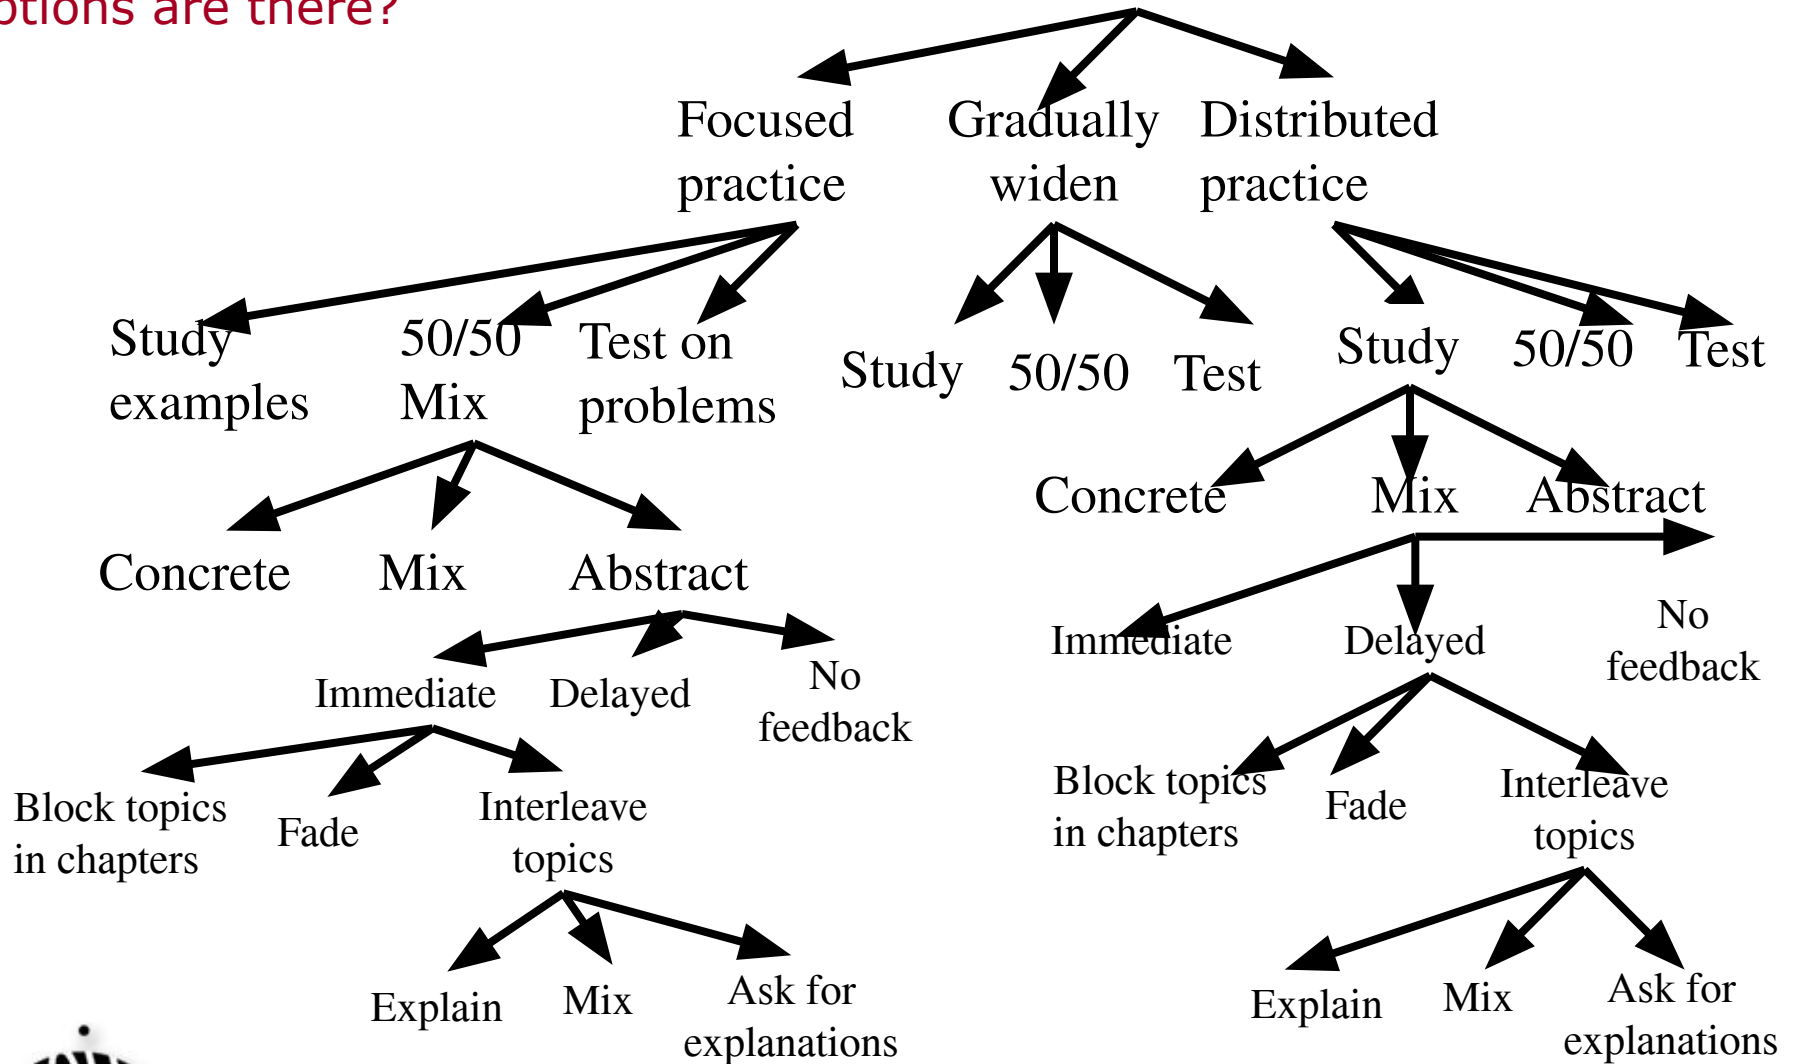 options are there?
Focused
practice
Gradually
widen
Distributed
practice
Study
examples
50/50
Mix
Test on
problems
Study
50/50
Test
Study
50/50
Test
Concrete
Mix
Abstract
Concrete
Mix
Abstract
Immediate
Delayed
No
feedback
Immediate
Delayed
No
feedback
Block topics
in chapters
Fade
Interleave
topics
Block topics
in chapters
Fade
Interleave
topics
Explain
Mix
Ask for
explanations
Explain
Mix
Ask for
explanations